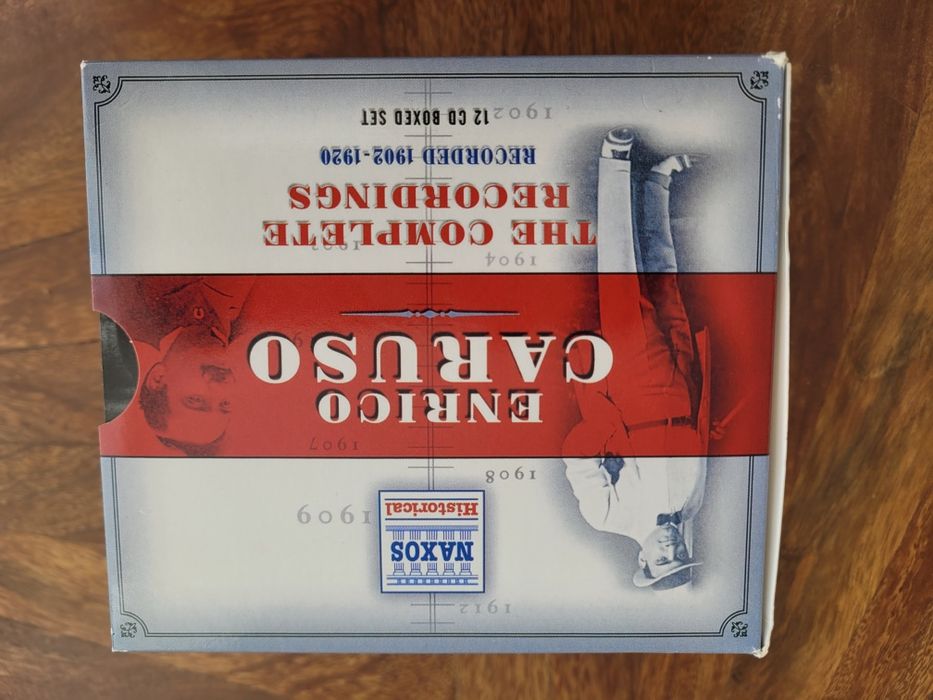 1912
NAXOS
Historical
1909
1908
1907
ENRICO
CARUSO
1904
THE COMPLETE
RECORDINGS
RECORDED 1902-1920
12 CD BOXED SET
1902